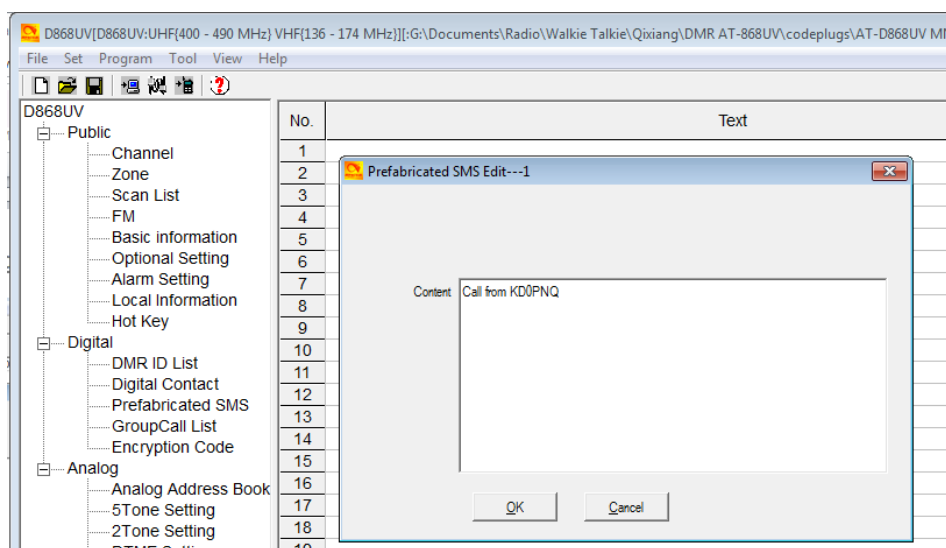 D868UV[D868UV:UHF{400 - 490 MHz} VHF{136 - 174 MHz}][:G:\Documents\Radio\Walkie Talkie\Qixiang\DMR AT-868UV\codeplugs\AT-D868UV
File Set Program Tool View Help
D868UV
Public
Channel
Zone
Scan List
FM
Basic information
Optional Setting
Alarm Setting
Local Information
Hot Key
Digital
DMR ID List
Digital Contact
Prefabricated SMS
GroupCall List
Encryption Code
Analog
Analog Address Book
5Tone Setting
2Tone Setting
No. Text
1
2
3
4
5
6
7
8
9
10
11
12
13
14
15
16
17
18
Prefabricated SMS Edit---1
Content Call from KD0PNQ
OK Cancel